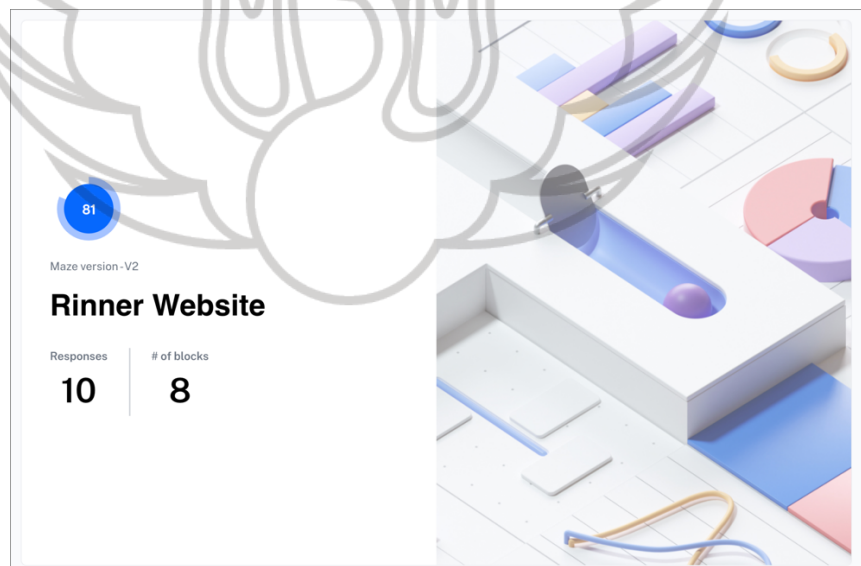 81
Maze version - V2
Rinner Website
Responses
# of blocks
10
8